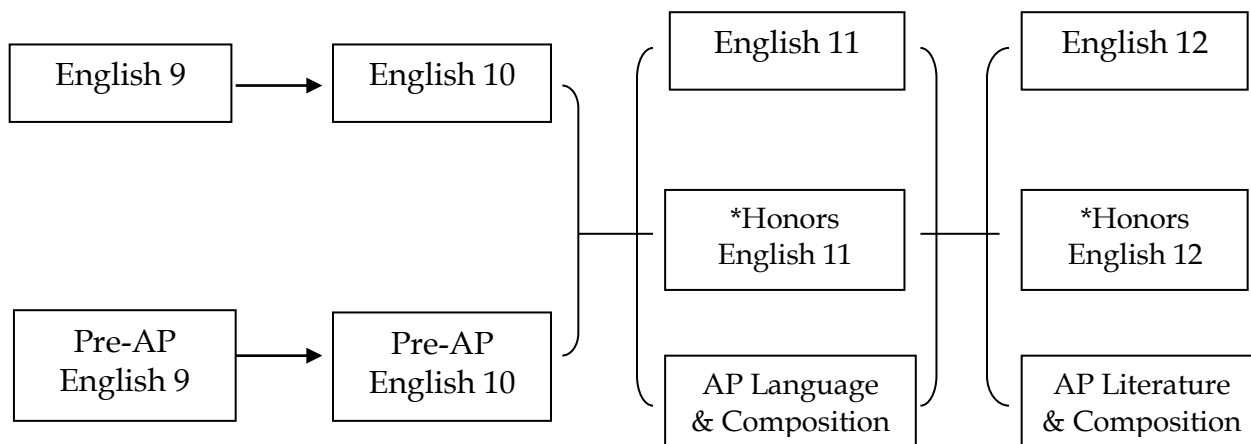 English 9
English 10
English 11
English 12
*Honors
English 11
*Honors
English 12
Pre-AP
English 9
Pre-AP
English 10
AP Language
& Composition
AP Literature
& Composition